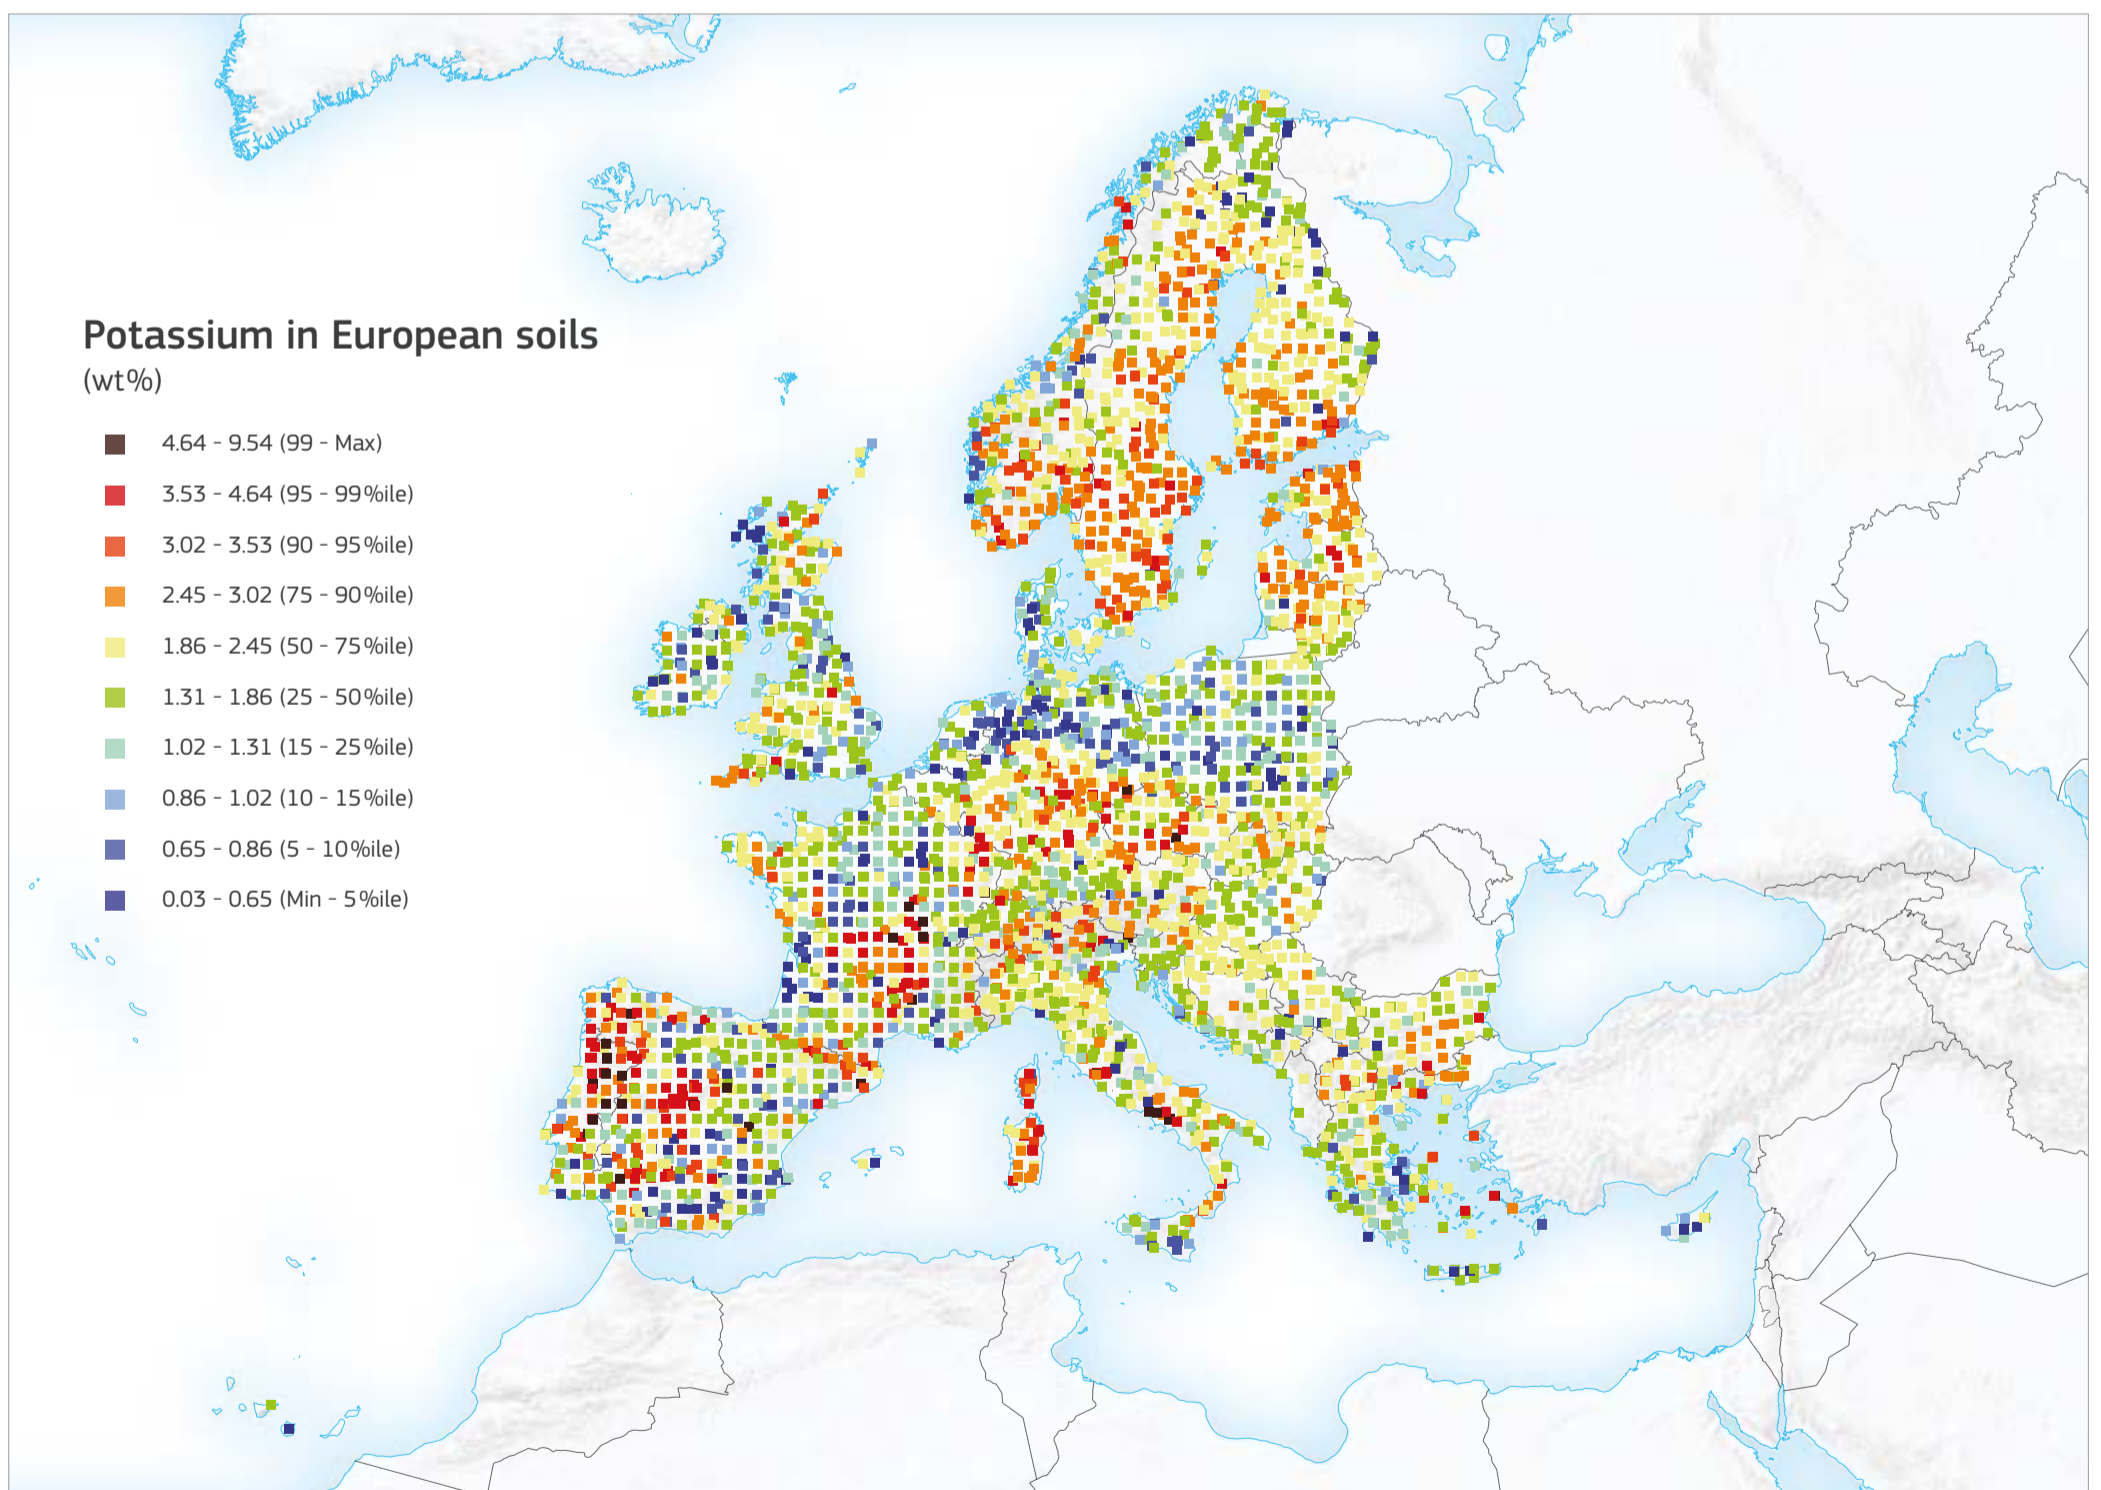 Potassium in European soils
(wt%)
4.64 - 9.54 (99 - Max)
3.53 - 4.64 (95 - 99%ile)
3.02 - 3.53 (90 - 95%ile)
2.45 - 3.02 (75 - 90%ile)
1.86 - 2.45 (50 - 75%ile)
1.31 - 1.86 (25 - 50%ile)
1.02 - 1.31 (15 - 25%ile)
0.86 - 1.02 (10 - 15%ile)
0.65 - 0.86 (5 - 10%ile)
0.03 - 0.65 (Min - 5%ile)